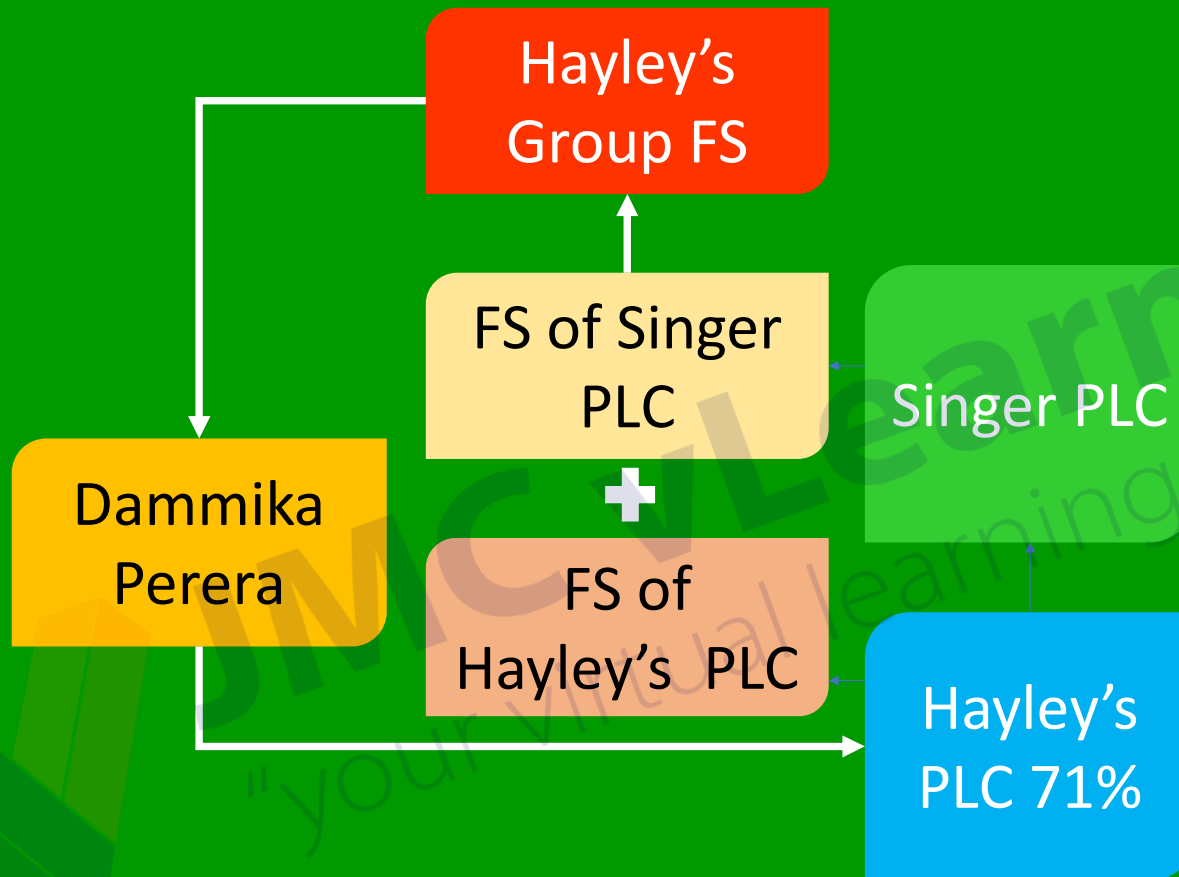 Hayley’s
Group FS
FS of Singer
PLC
Singer PLC
Dammika
Perera
FS of
Hayley’s PLC
Hayley’s
PLC 71%
JMC vLearn
“your virtual learning